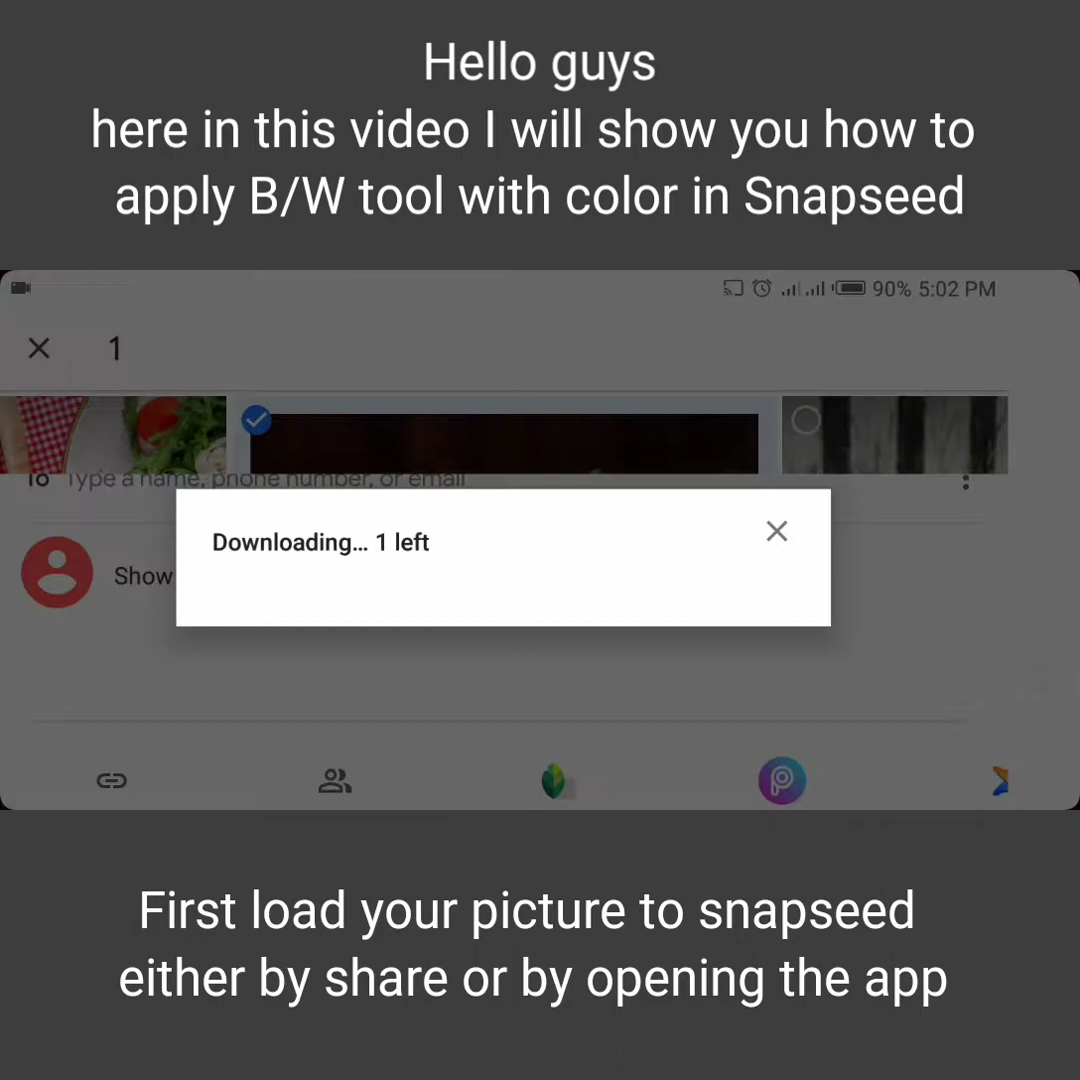 Hello guys
here in this video I will show you how to
apply B/W tool with color in Snapseed
90% 5:02 PM
1
To Type a name, phone number, or email
Downloading... 1 left
Show
First load your picture to snapseed
either by share or by opening the app